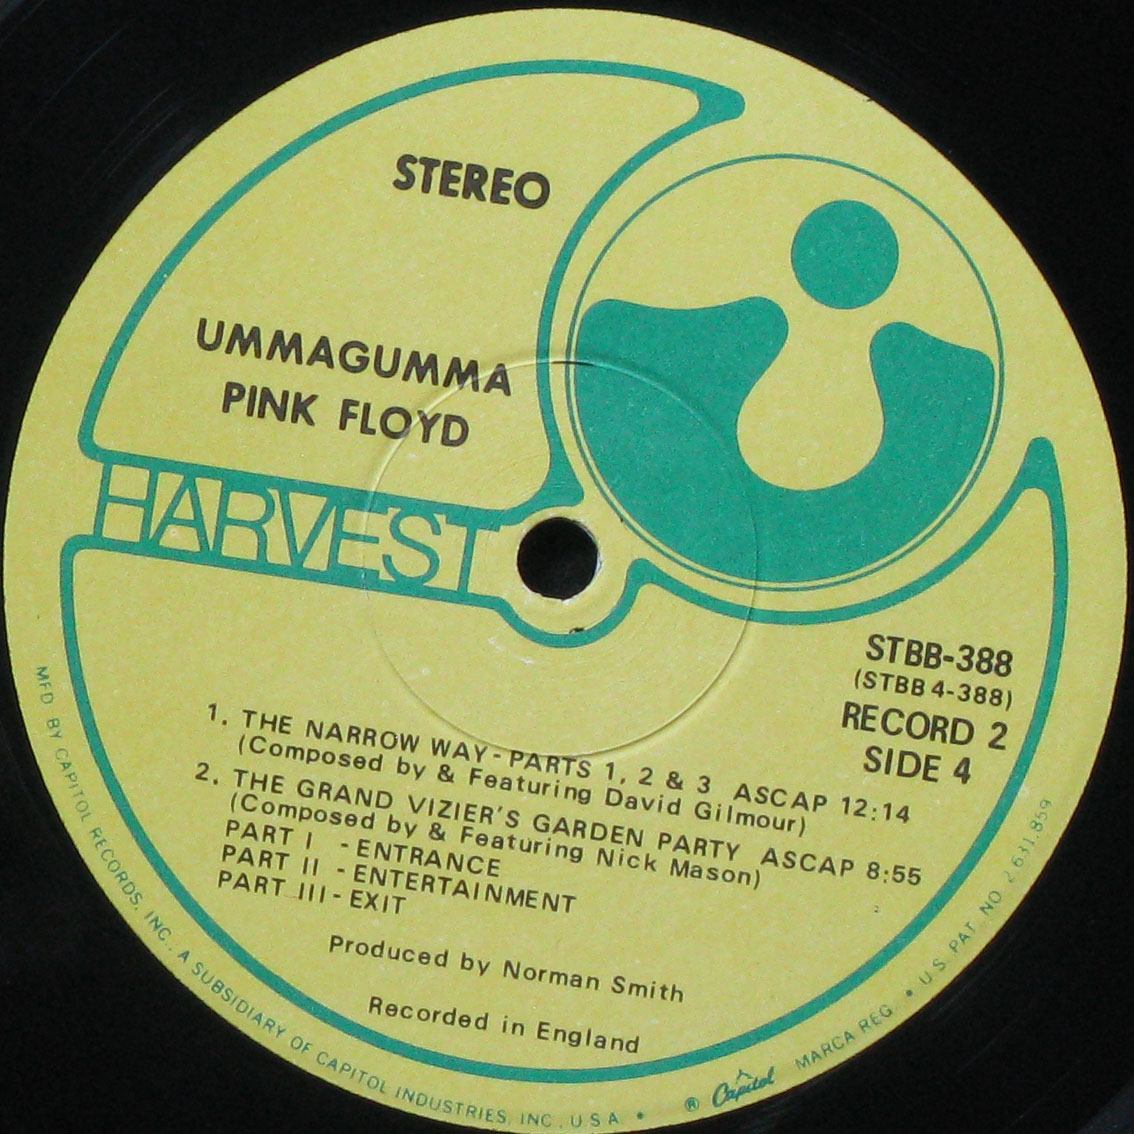 STEREO
UMMAGUMMA
PINK FLOYD
HARVEST
STBB-388
(STBB 4-388)
RECORD 2
SIDE 4
1. THE NARROW WAY - PARTS 1, 2 & 3 ASCAP 12:14
(Composed by & Featuring David Gilmour)
2. THE GRAND VIZIER'S GARDEN PARTY ASCAP 8:55
(Composed by & Featuring Nick Mason)
PART I - ENTRANCE
PART II - ENTERTAINMENT
PART III - EXIT
Produced by Norman Smith
Recorded in England
MFD BY CAPITOL RECORDS, INC., A SUBSIDIARY OF CAPITOL INDUSTRIES, INC., U.S.A. • ® Capitol MARCA REG. • U.S. PAT. NO. 2,631,859